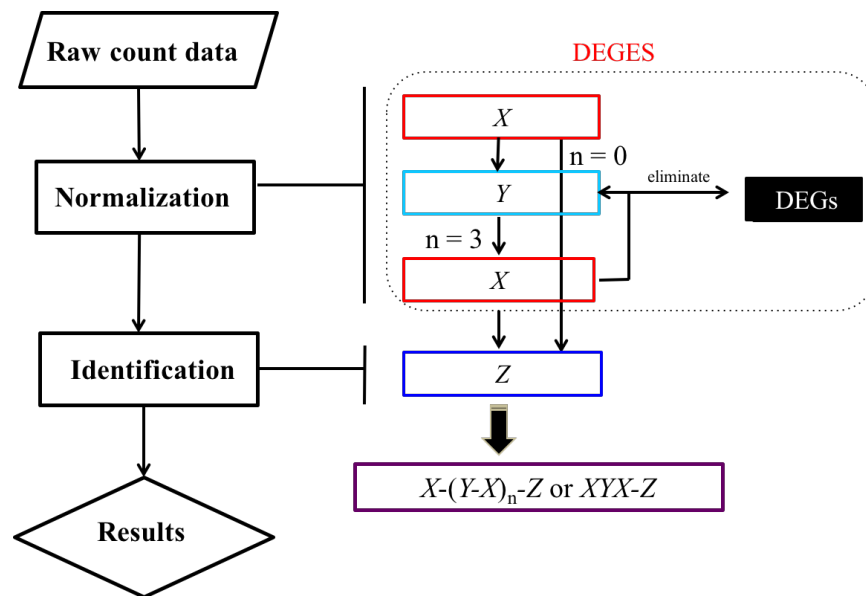 Raw count data
Normalization
Identification
Results
DEGES
X
n = 0
Y
eliminate
DEGs
n = 3
X
Z
X-(Y-X)n-Z or XYX-Z